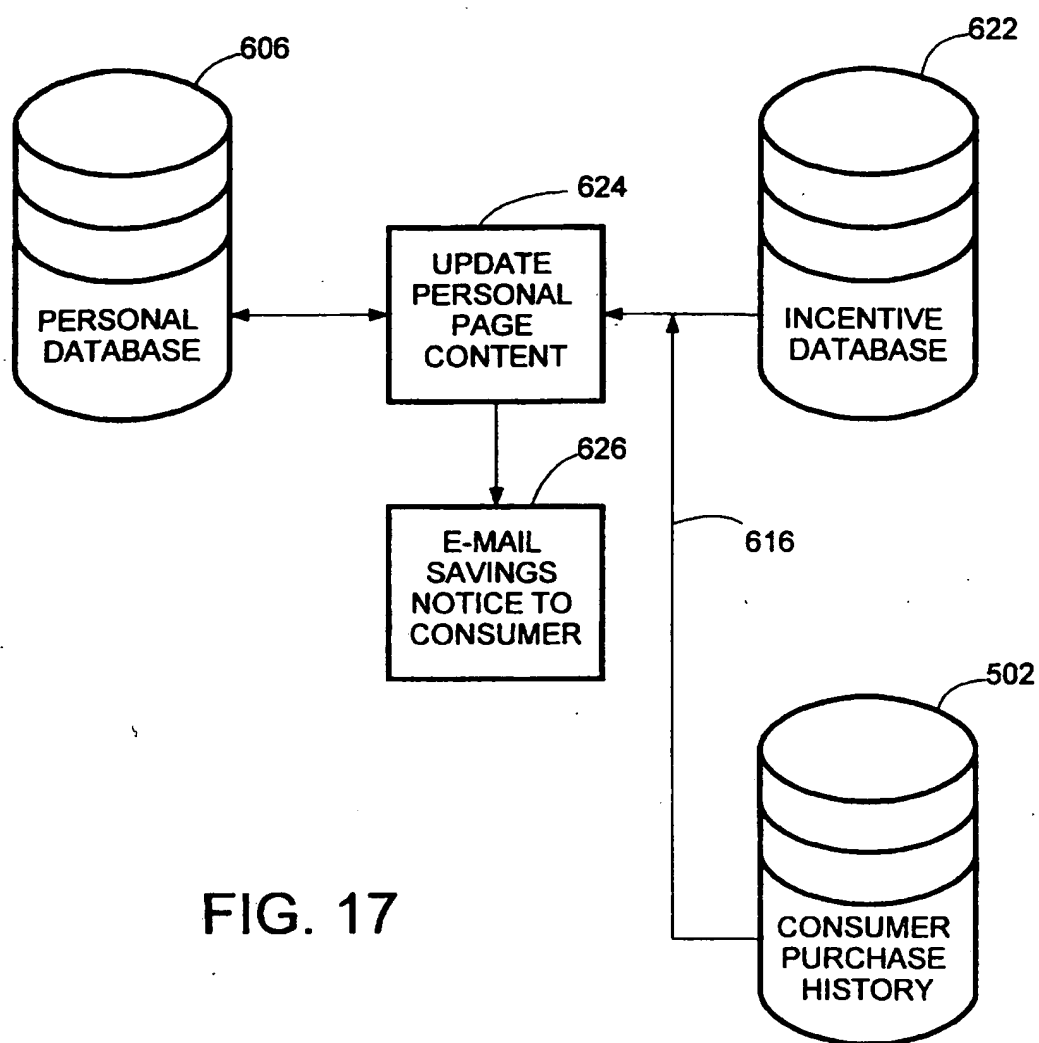 606
622
624
UPDATE
PERSONAL
PAGE
CONTENT
PERSONAL
DATABASE
INCENTIVE
DATABASE
626
E-MAIL
SAVINGS
NOTICE TO
CONSUMER
616
502
CONSUMER
PURCHASE
HISTORY
FIG. 17